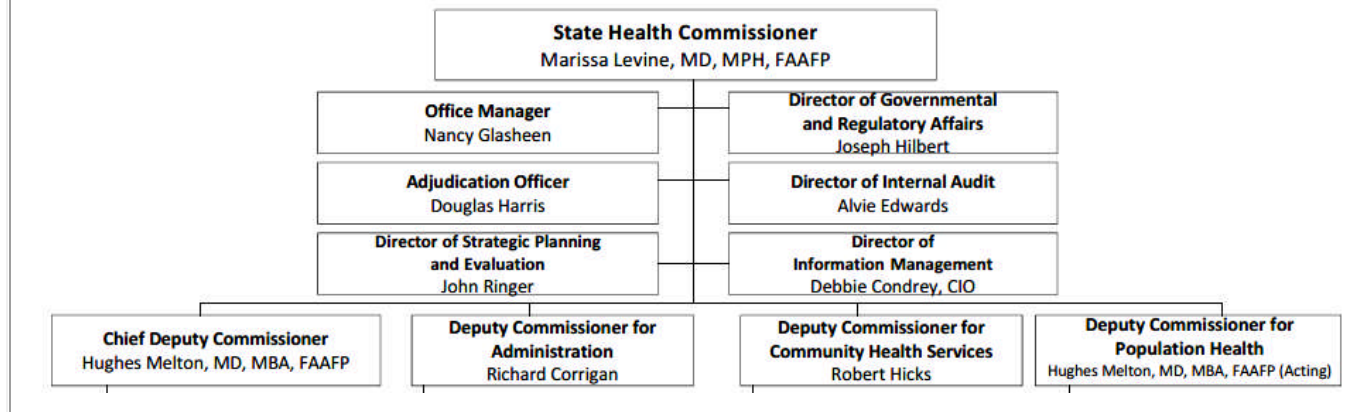 State Health Commissioner
Marissa Levine, MD, MPH, FAAFP
Office Manager
Nancy Glasheen
Director of Governmental
and Regulatory Affairs
Joseph Hilbert
Adjudication Officer
Douglas Harris
Director of Internal Audit
Alvie Edwards
Director of Strategic Planning
and Evaluation
John Ringer
Director of
Information Management
Debbie Condrey, CIO
Chief Deputy Commissioner
Hughes Melton, MD, MBA, FAAFP
Deputy Commissioner for
Administration
Richard Corrigan
Deputy Commissioner for
Community Health Services
Robert Hicks
Deputy Commissioner for
Population Health
Hughes Melton, MD, MBA, FAAFP (Acting)